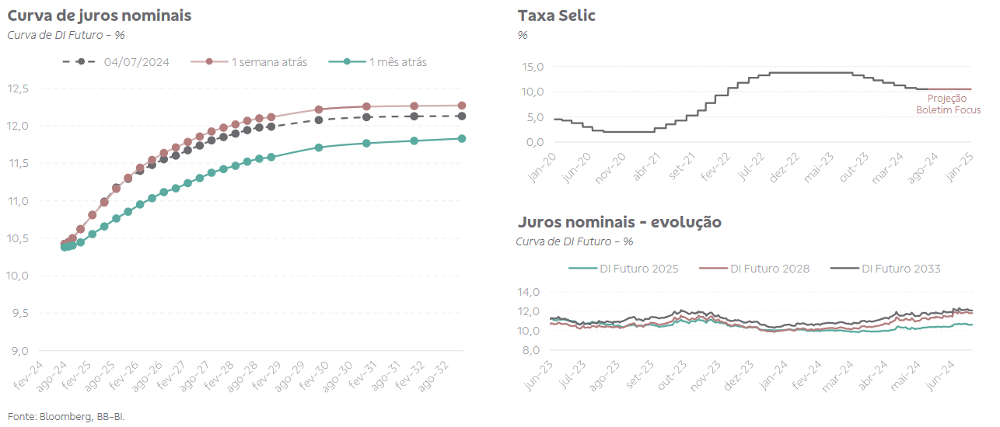 Curva de juros nominais
Curva de DI Futuro - %
04/07/2024
1 semana atrás
1 mês atrás
12,5
12,0
11,5
11,0
10,5
10,0
9,5
9,0
fev-24
ago-24
fev-25
ago-25
fev-26
ago-26
fev-27
ago-27
fev-28
ago-28
fev-29
ago-29
fev-30
ago-30
fev-31
ago-31
fev-32
ago-32
Fonte: Bloomberg, BB-BI.
Taxa Selic
%
15,0
10,0
5,0
0,0
Projeção
Boletim Focus
jan-20
jun-20
nov-20
abr-21
set-21
fev-22
jul-22
dez-22
mai-23
out-23
mar-24
ago-24
jan-25
Juros nominais - evolução
Curva de DI Futuro - %
DI Futuro 2025
DI Futuro 2028
DI Futuro 2033
14,0
12,0
10,0
8,0
jun-23
jul-23
ago-23
set-23
out-23
nov-23
dez-23
jan-24
fev-24
mar-24
abr-24
mai-24
jun-24